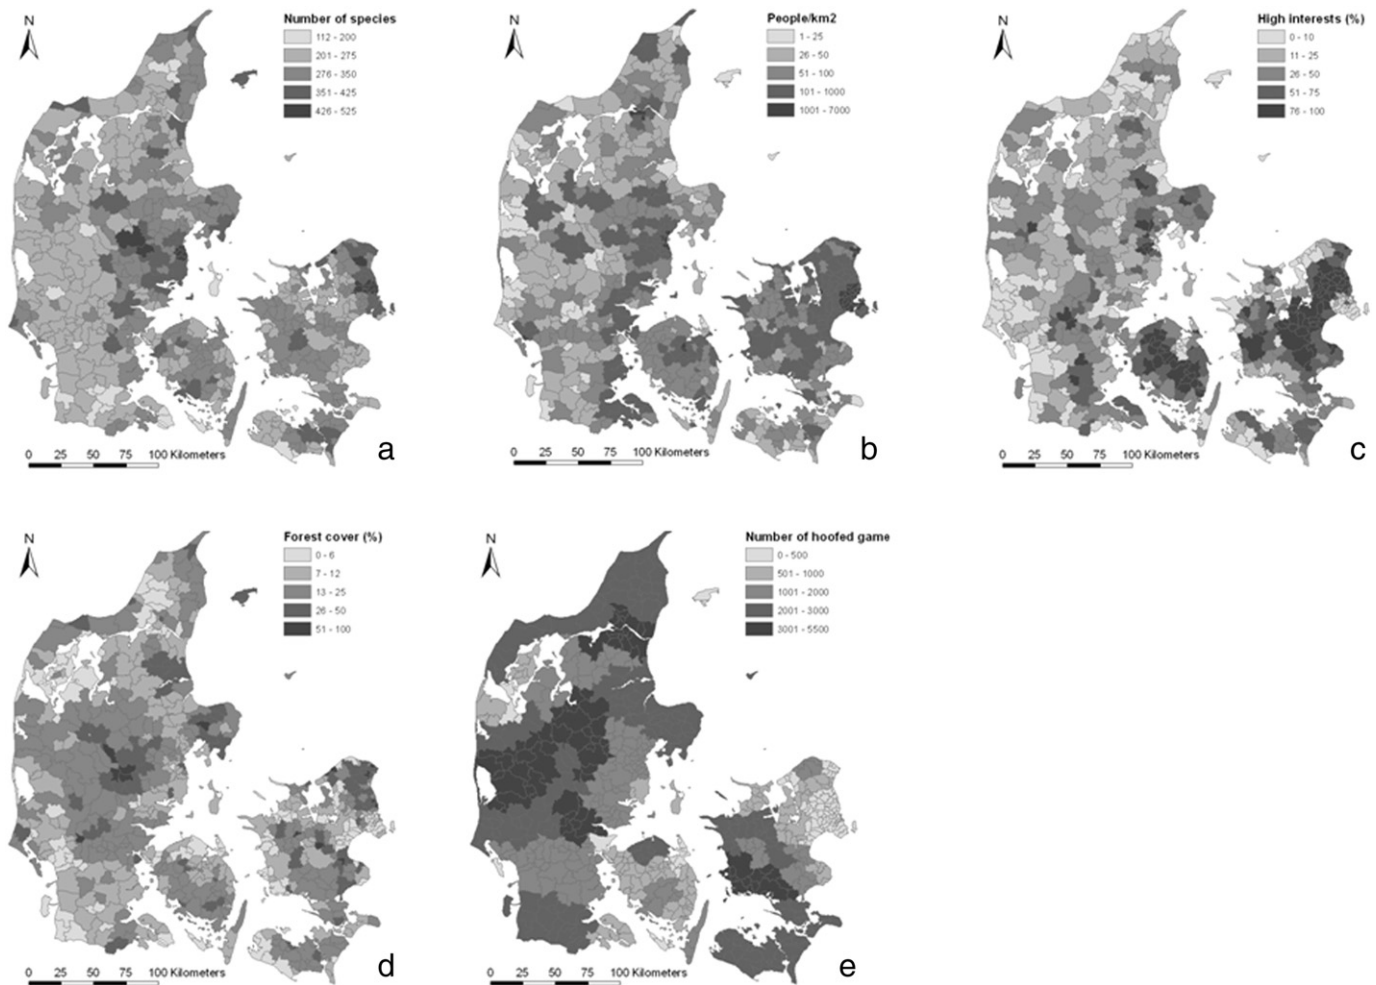 N
Number of species
112 - 200
201 - 275
276 - 350
351 - 425
426 - 525
0 25 50 75 100 Kilometers
a
N
People/km2
1 - 25
26 - 50
51 - 100
101 - 1000
1001 - 7000
0 25 50 75 100 Kilometers
b
N
High interests (%)
0 - 10
11 - 25
26 - 50
51 - 75
76 - 100
0 25 50 75 100 Kilometers
c
N
Forest cover (%)
0 - 6
7 - 12
13 - 25
26 - 50
51 - 100
0 25 50 75 100 Kilometers
d
N
Number of hoofed game
0 - 500
501 - 1000
1001 - 2000
2001 - 3000
3001 - 5500
0 25 50 75 100 Kilometers
e